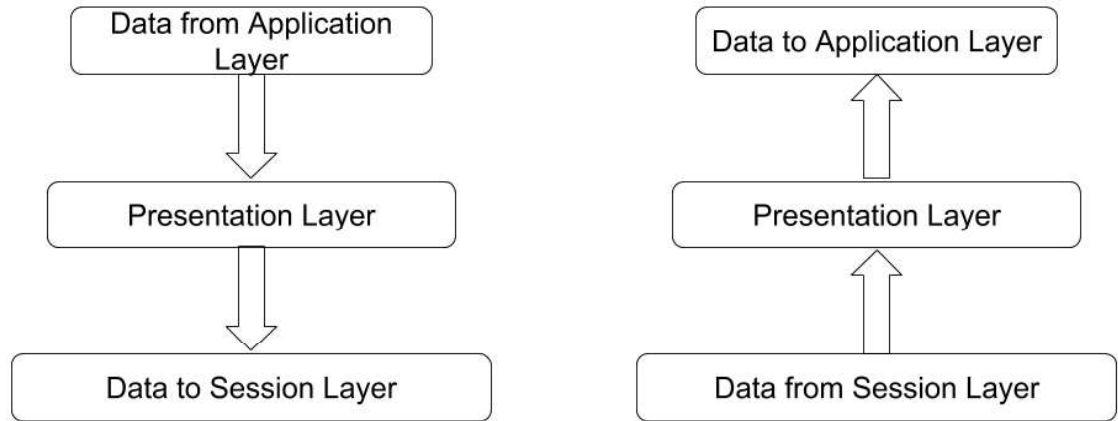 Data from Application
Layer
Presentation Layer
Data to Session Layer
Data to Application Layer
Presentation Layer
Data from Session Layer